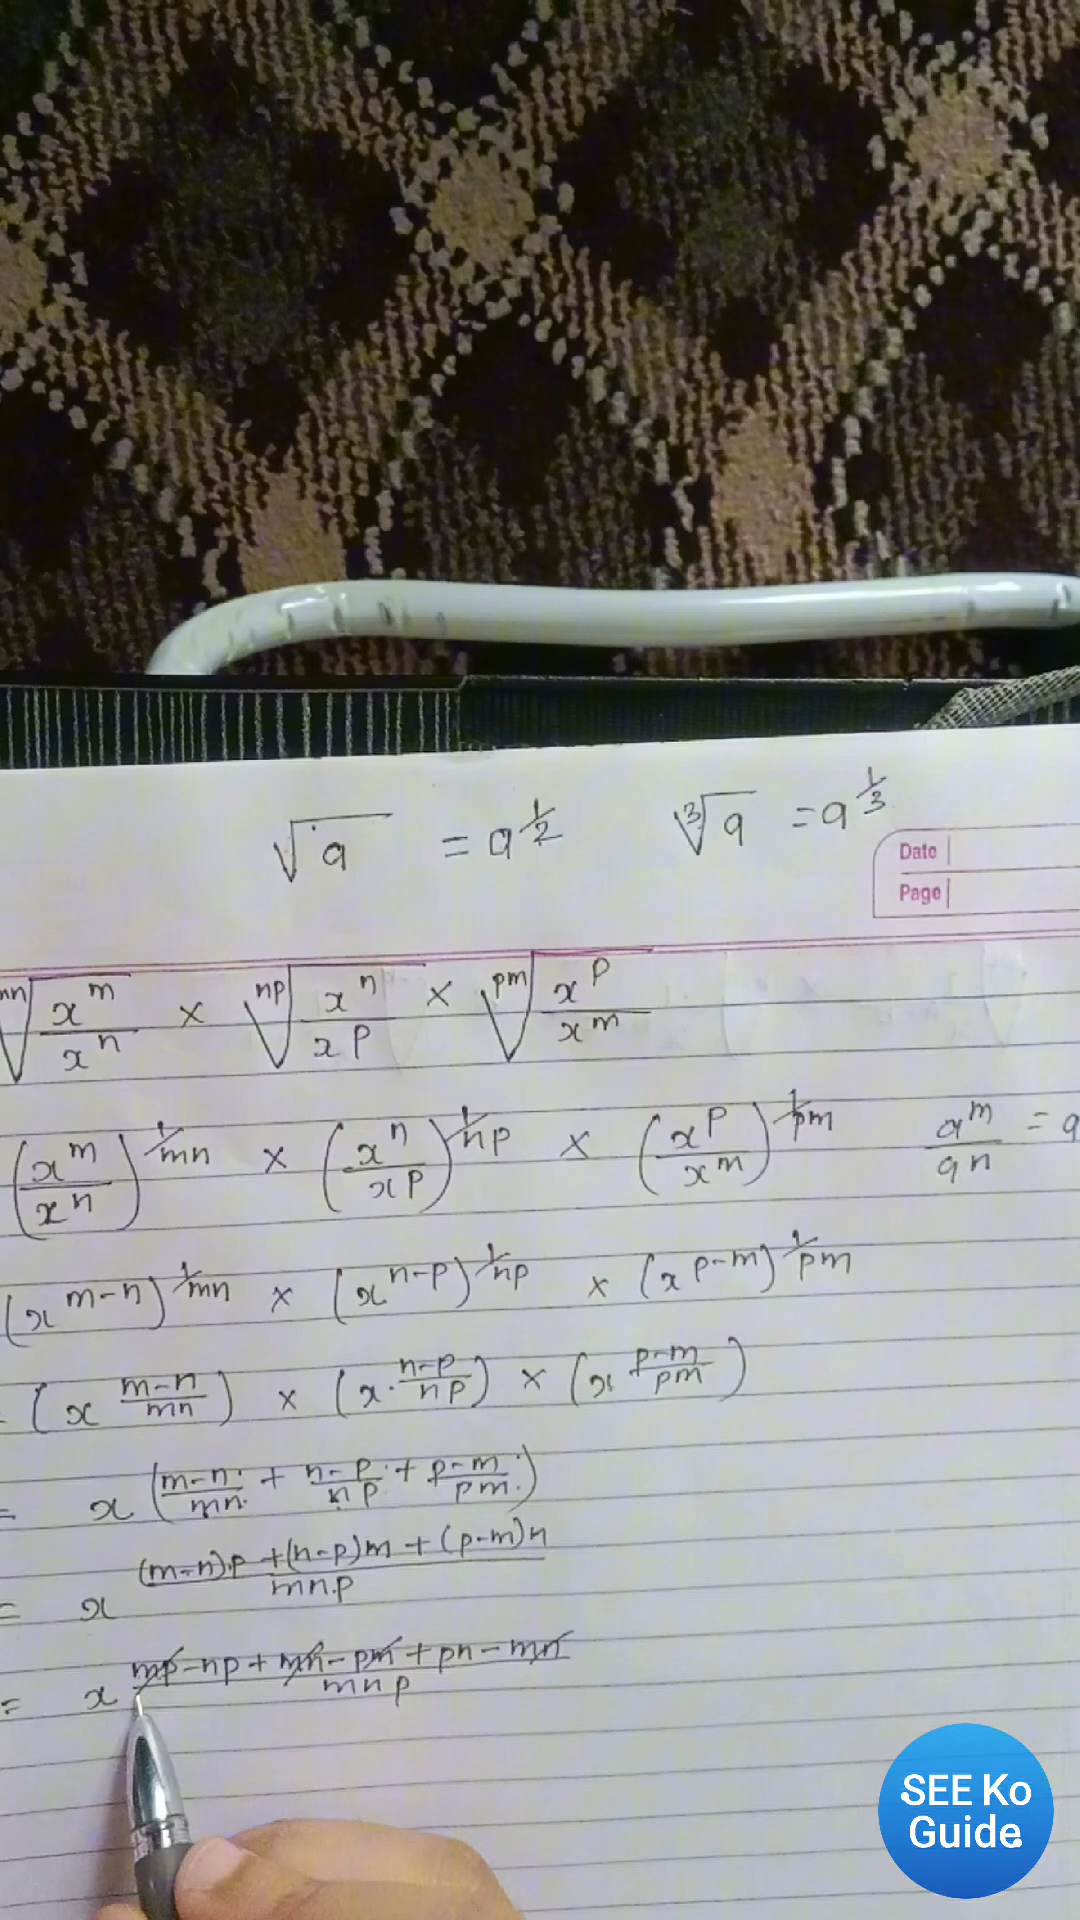 √a = a^1/2 ∛a = a^1/3
Date
Page
mn√(x^m/x^n) × np√(x^n/x^p) × pm√(x^p/x^m)
(x^m/x^n)^1/mn × (x^n/x^p)^1/np × (x^p/x^m)^1/pm a^m/a^n = a
(x^m-n)^1/mn × (x^n-p)^1/np × (x^p-m)^1/pm
= (x^(m-n)/mn) × (x^.(n-p)/np) × (x^(p-m)/pm)
= x^((m-n)/mn + (n-p)/np + (p-m)/pm)
= x^((m-n).p + (n-p)m + (p-m)n)/mn.p
= x^(mp-np+mn-pm+pn-mn)/mnp
SEE Ko
Guide